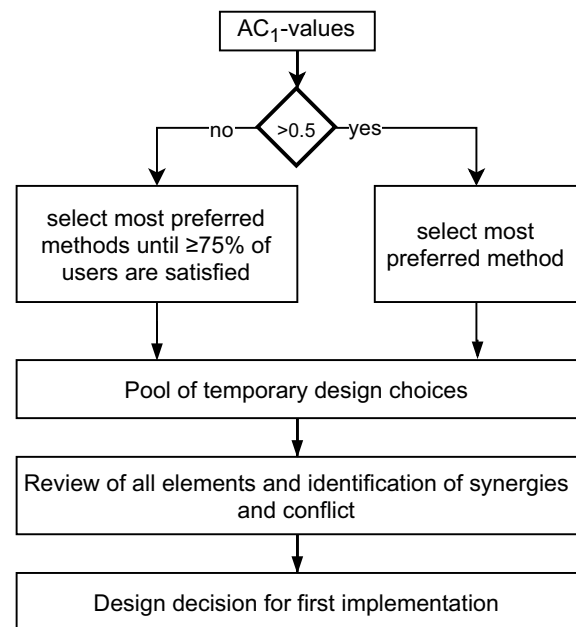 AC₁-values
>0.5
no
yes
select most preferred
methods until ≥75% of
users are satisfied
select most
preferred method
Pool of temporary design choices
Review of all elements and identification of synergies
and conflict
Design decision for first implementation